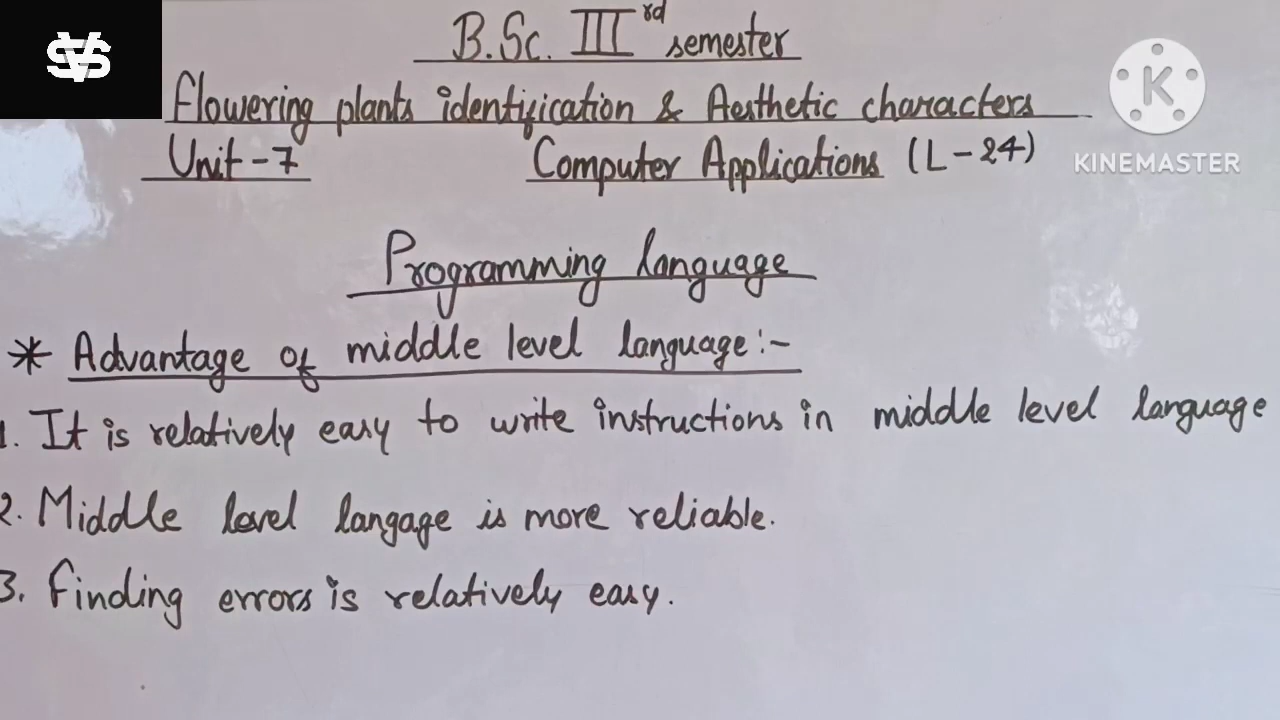 B.Sc. IIIrd semester
Flowering plants identification & Aesthetic characters
Unit-7 Computer Applications (L-24)
K
KINEMASTER
Programming language
* Advantage of middle level language:-
1. It is relatively easy to write instructions in middle level language
2. Middle level langage is more reliable.
3. Finding errors is relatively easy.